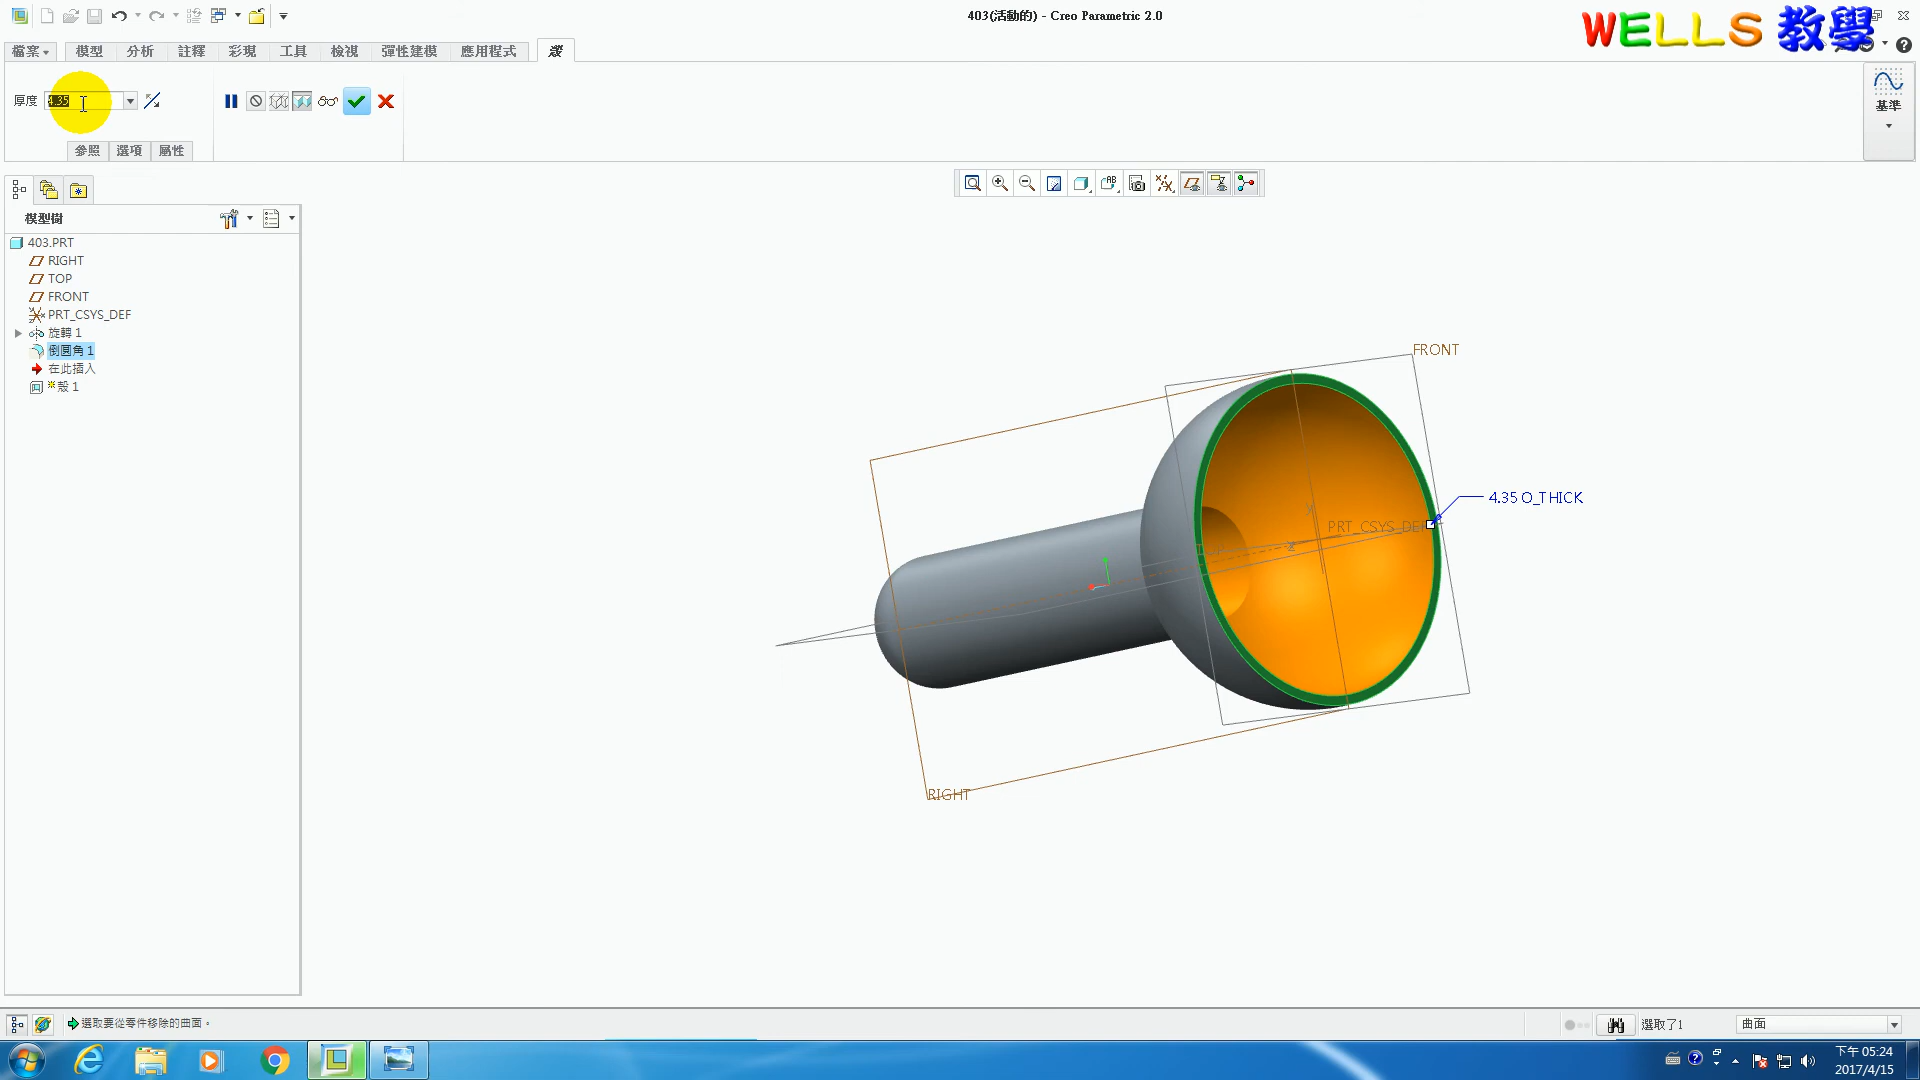 403(活動的) - Creo Parametric 2.0
WELLS 教學
檔案 模型 分析 註釋 彩現 工具 檢視 彈性建模 應用程式 殼
厚度 4.35
基準
參照 選項 屬性
模型樹
403.PRT
RIGHT
TOP
FRONT
PRT_CSYS_DEF
旋轉 1
倒圓角 1
在此插入
殼 1
FRONT
4.35 O_THICK
PRT_CSYS_DEF
RIGHT
選取要從零件移除的曲面。
選取了1
曲面
下午 05:24
2017/4/15